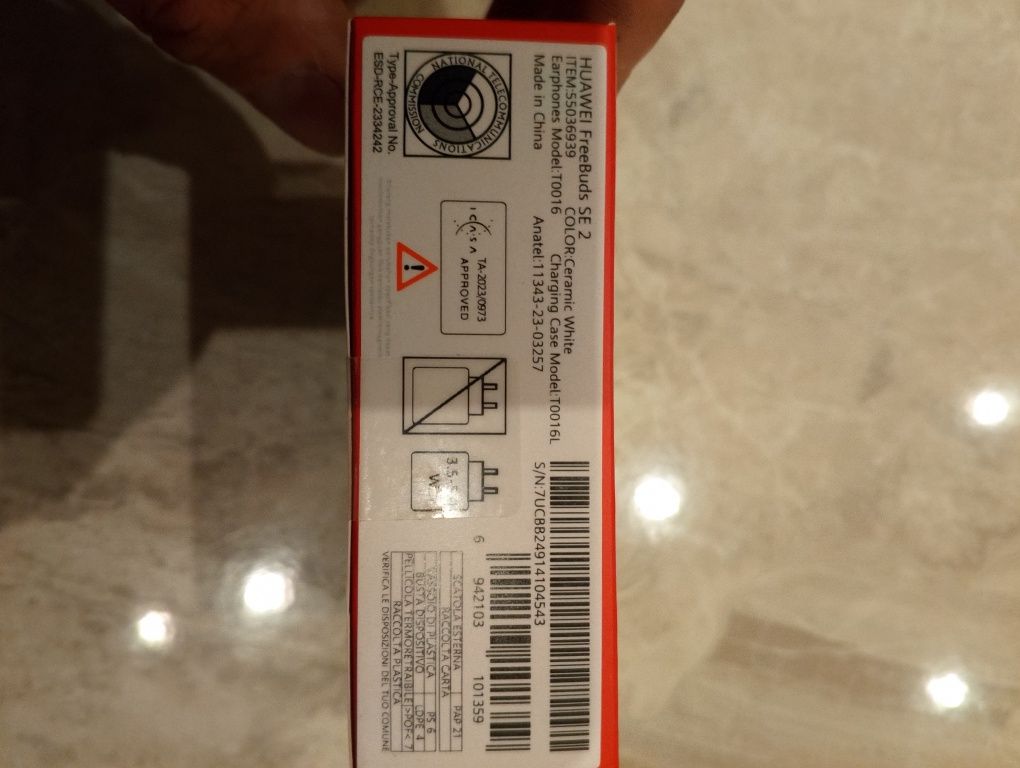 HUAWEI FreeBuds SE 2
ITEM:55036939 COLOR:Ceramic White
Earphones Model:T0016 Charging Case Model:T0016L
Made in China Anatel:11343-23-03257
S/N:7UCBB24914104543
6 942103 101359
NATIONAL TELECOMMUNICATIONS COMMISSION
Type-Approval No.
ESD-RCE-2334242
ICASA TA-2023/0973
APPROVED
SCATOLA ESTERNA PAP 21
RACCOLTA CARTA
CASSOIO DI PLASTICA PS 6
BUSTA DISPOSITIVO LDPE 4
PELLICOLA TERMORETRAIBILE >POF< 7
RACCOLTA PLASTICA
VERIFICA LE DISPOSIZIONI DEL TUO COMUNE